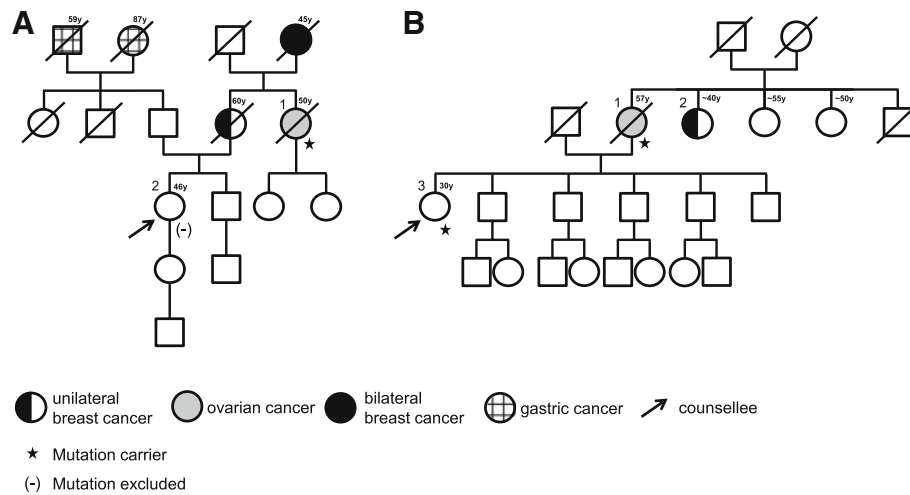 A
59y
87y
45y
B
60y
1
50y
1
57y
2
~40y
~55y
~50y
2
46y
(-)
3
30y
unilateral
breast cancer
ovarian cancer
bilateral
breast cancer
gastric cancer
counsellee
★ Mutation carrier
(-) Mutation excluded